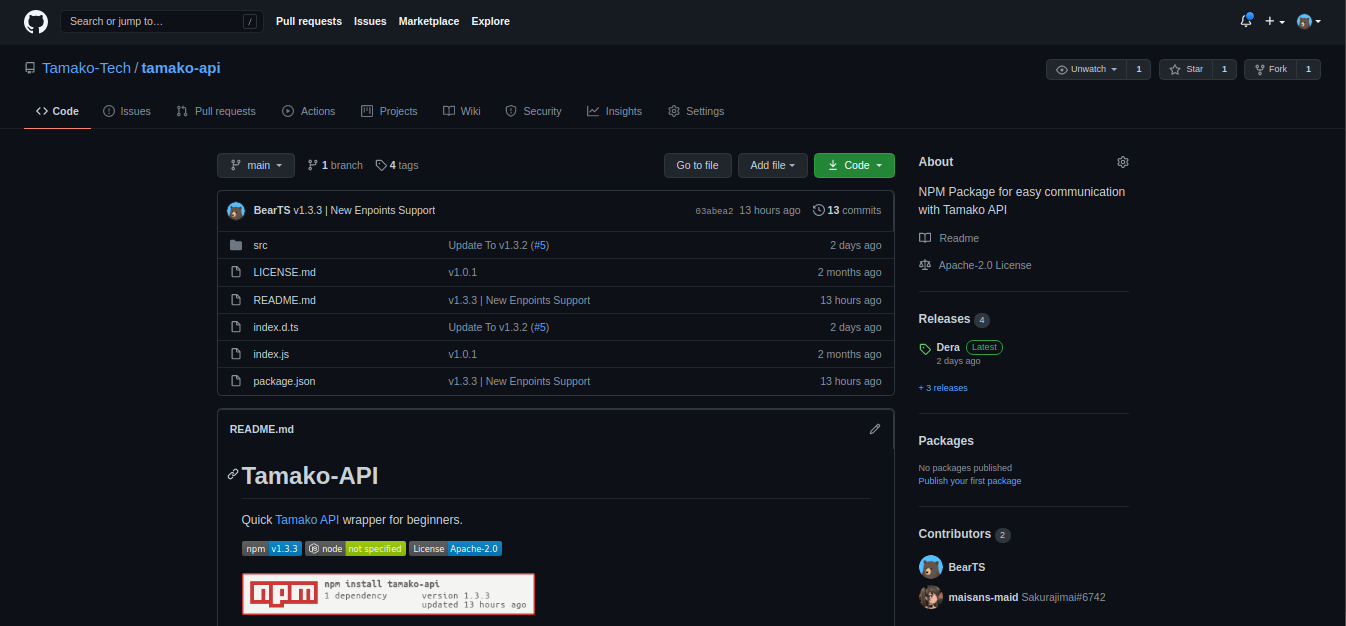 Search or jump to… / Pull requests Issues Marketplace Explore
Tamako-Tech / tamako-api Unwatch 1 Star 1 Fork 1
Code Issues Pull requests Actions Projects Wiki Security Insights Settings
main 1 branch 4 tags Go to file Add file Code
BearTS v1.3.3 | New Enpoints Support 03abea2 13 hours ago 13 commits
src Update To v1.3.2 (#5) 2 days ago
LICENSE.md v1.0.1 2 months ago
README.md v1.3.3 | New Enpoints Support 13 hours ago
index.d.ts Update To v1.3.2 (#5) 2 days ago
index.js v1.0.1 2 months ago
package.json v1.3.3 | New Enpoints Support 13 hours ago
README.md
Tamako-API
Quick Tamako API wrapper for beginners.
npm v1.3.3 node not specified License Apache-2.0
npm
npm install tamako-api
1 dependency version 1.3.3
updated 13 hours ago
About
NPM Package for easy communication
with Tamako API
Readme
Apache-2.0 License
Releases 4
Dera Latest
2 days ago
+ 3 releases
Packages
No packages published
Publish your first package
Contributors 2
BearTS
maisans-maid Sakurajimai#6742